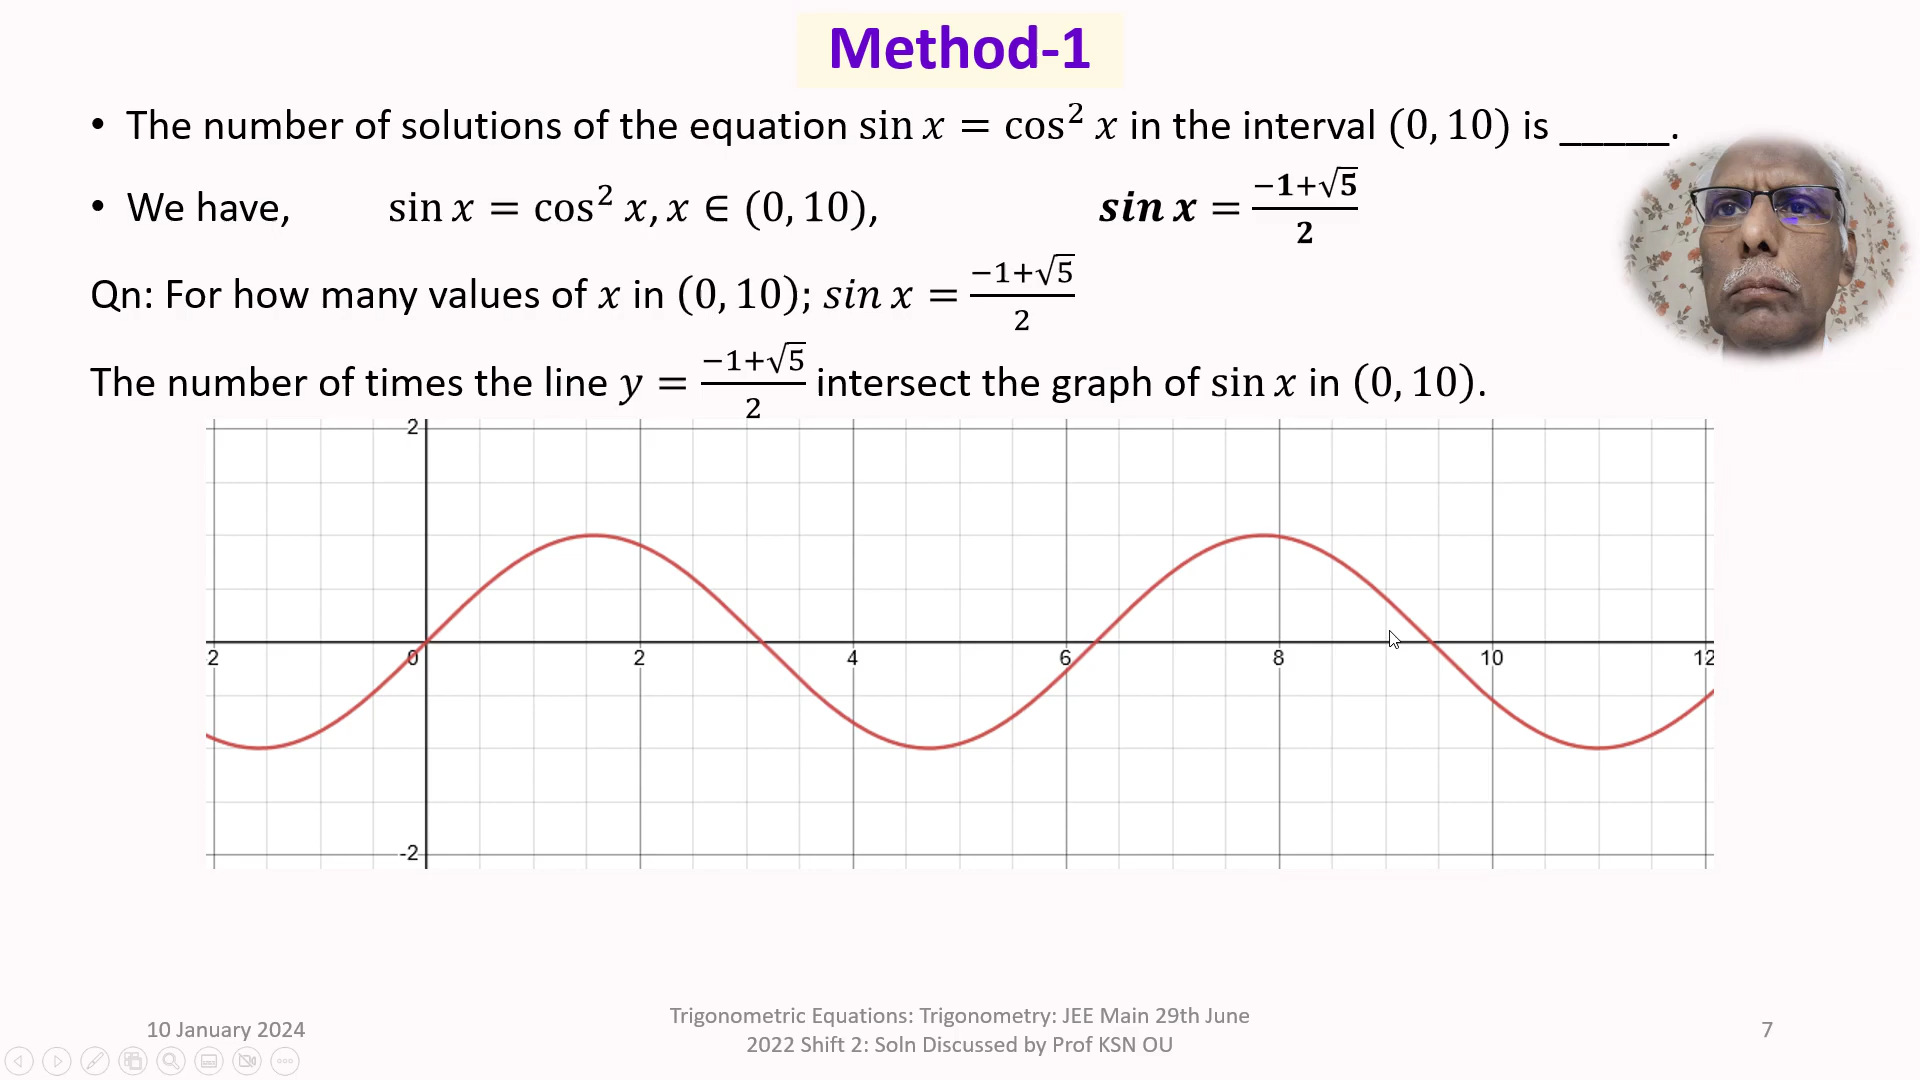 Method-1
• The number of solutions of the equation sin x = cos² x in the interval (0, 10) is _____.
• We have, sin x = cos² x, x ∈ (0, 10), sin x = (−1+√5)/2
Qn: For how many values of x in (0, 10); sin x = (−1+√5)/2
The number of times the line y = (−1+√5)/2 intersect the graph of sin x in (0, 10).
2
2 0 2 4 6 8 10 12
-2
10 January 2024
Trigonometric Equations: Trigonometry: JEE Main 29th June
2022 Shift 2: Soln Discussed by Prof KSN OU
7